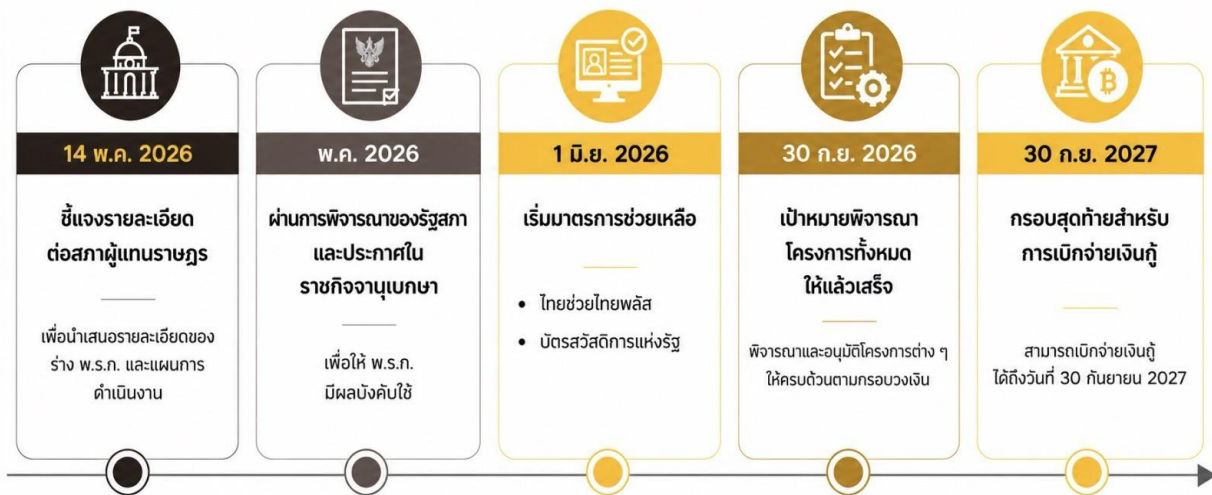 14 พ.ค. 2026
ชี้แจงรายละเอียด
ต่อสภาผู้แทนราษฎร
เพื่อนำเสนอรายละเอียดของ
ร่าง พ.ร.ก. และแผนการ
ดำเนินงาน
พ.ค. 2026
ผ่านการพิจารณาของรัฐสภา
และประกาศใน
ราชกิจจานุเบกษา
เพื่อให้ พ.ร.ก.
มีผลบังคับใช้
1 มิ.ย. 2026
เริ่มมาตรการช่วยเหลือ
• ไทยช่วยไทยพลัส
• บัตรสวัสดิการแห่งรัฐ
30 ก.ย. 2026
เป้าหมายพิจารณา
โครงการทั้งหมด
ให้แล้วเสร็จ
พิจารณาและอนุมัติโครงการต่าง ๆ
ให้ครบถ้วนตามกรอบวงเงิน
30 ก.ย. 2027
กรอบสุดท้ายสำหรับ
การเบิกจ่ายเงินกู้
สามารถเบิกจ่ายเงินกู้
ได้ถึงวันที่ 30 กันยายน 2027